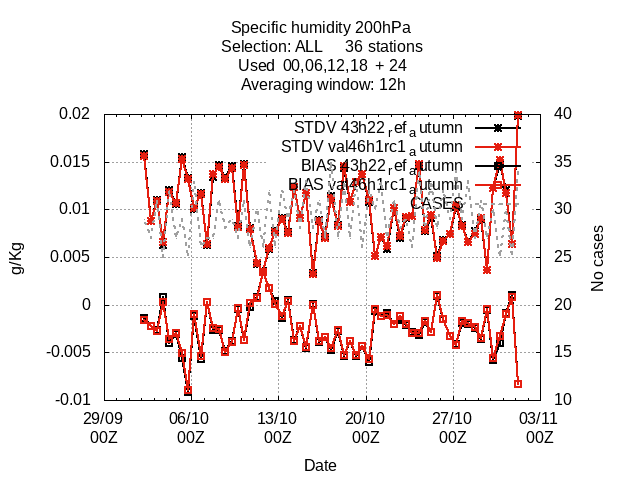 Specific humidity 200hPa
Selection: ALL 36 stations
Used 00,06,12,18 + 24
Averaging window: 12h
0.02
0.015
0.01
0.005
0
-0.005
-0.01
g/Kg
STDV 43h22_ref_autumn
STDV val46h1rc1_autumn
BIAS 43h22_ref_autumn
BIAS val46h1rc1_autumn
CASES
40
35
30
25
20
15
10
No cases
29/09 00Z
06/10 00Z
13/10 00Z
20/10 00Z
27/10 00Z
03/11 00Z
Date